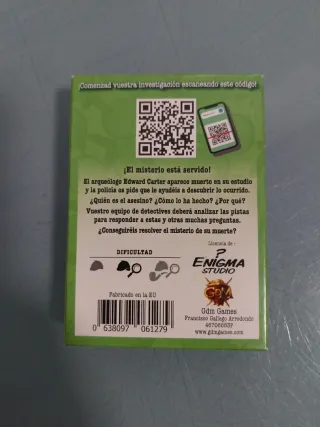 ¡Comenzad vuestra investigación escaneando este código!
¡El misterio está servido!
El arqueólogo Edward Carter aparece muerto en su estudio
y la policía os pide que le ayudéis a descubrir lo ocurrido.
¿Quién es el asesino? ¿Cómo lo ha hecho? ¿Por qué?
Vuestro equipo de detectives deberá analizar las pistas
para responder a estas y otras muchas preguntas.
¿Conseguiréis resolver el misterio de su muerte?
DIFICULTAD
Licencia de :
ENIGMA
STUDIO
Fabricado en la EU
0 638097 061279
GDM
Gdm Games
Francisco Gallego Arredondo
www.gdmgames.com